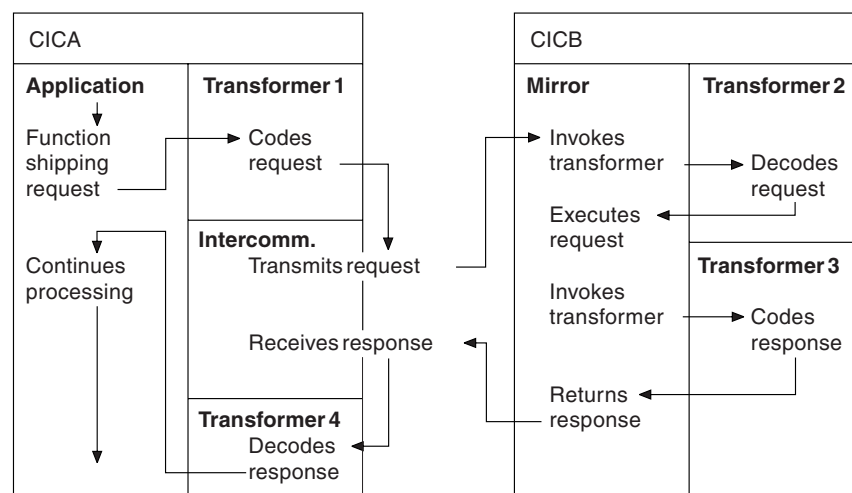 CICA
Application
Transformer 1
Function
shipping
request
Codes
request
Intercomm.
Transmits request
Continues
processing
Receives response
Transformer 4
Decodes
response
CICB
Mirror
Transformer 2
Invokes
transformer
Decodes
request
Executes
request
Transformer 3
Invokes
transformer
Codes
response
Returns
response